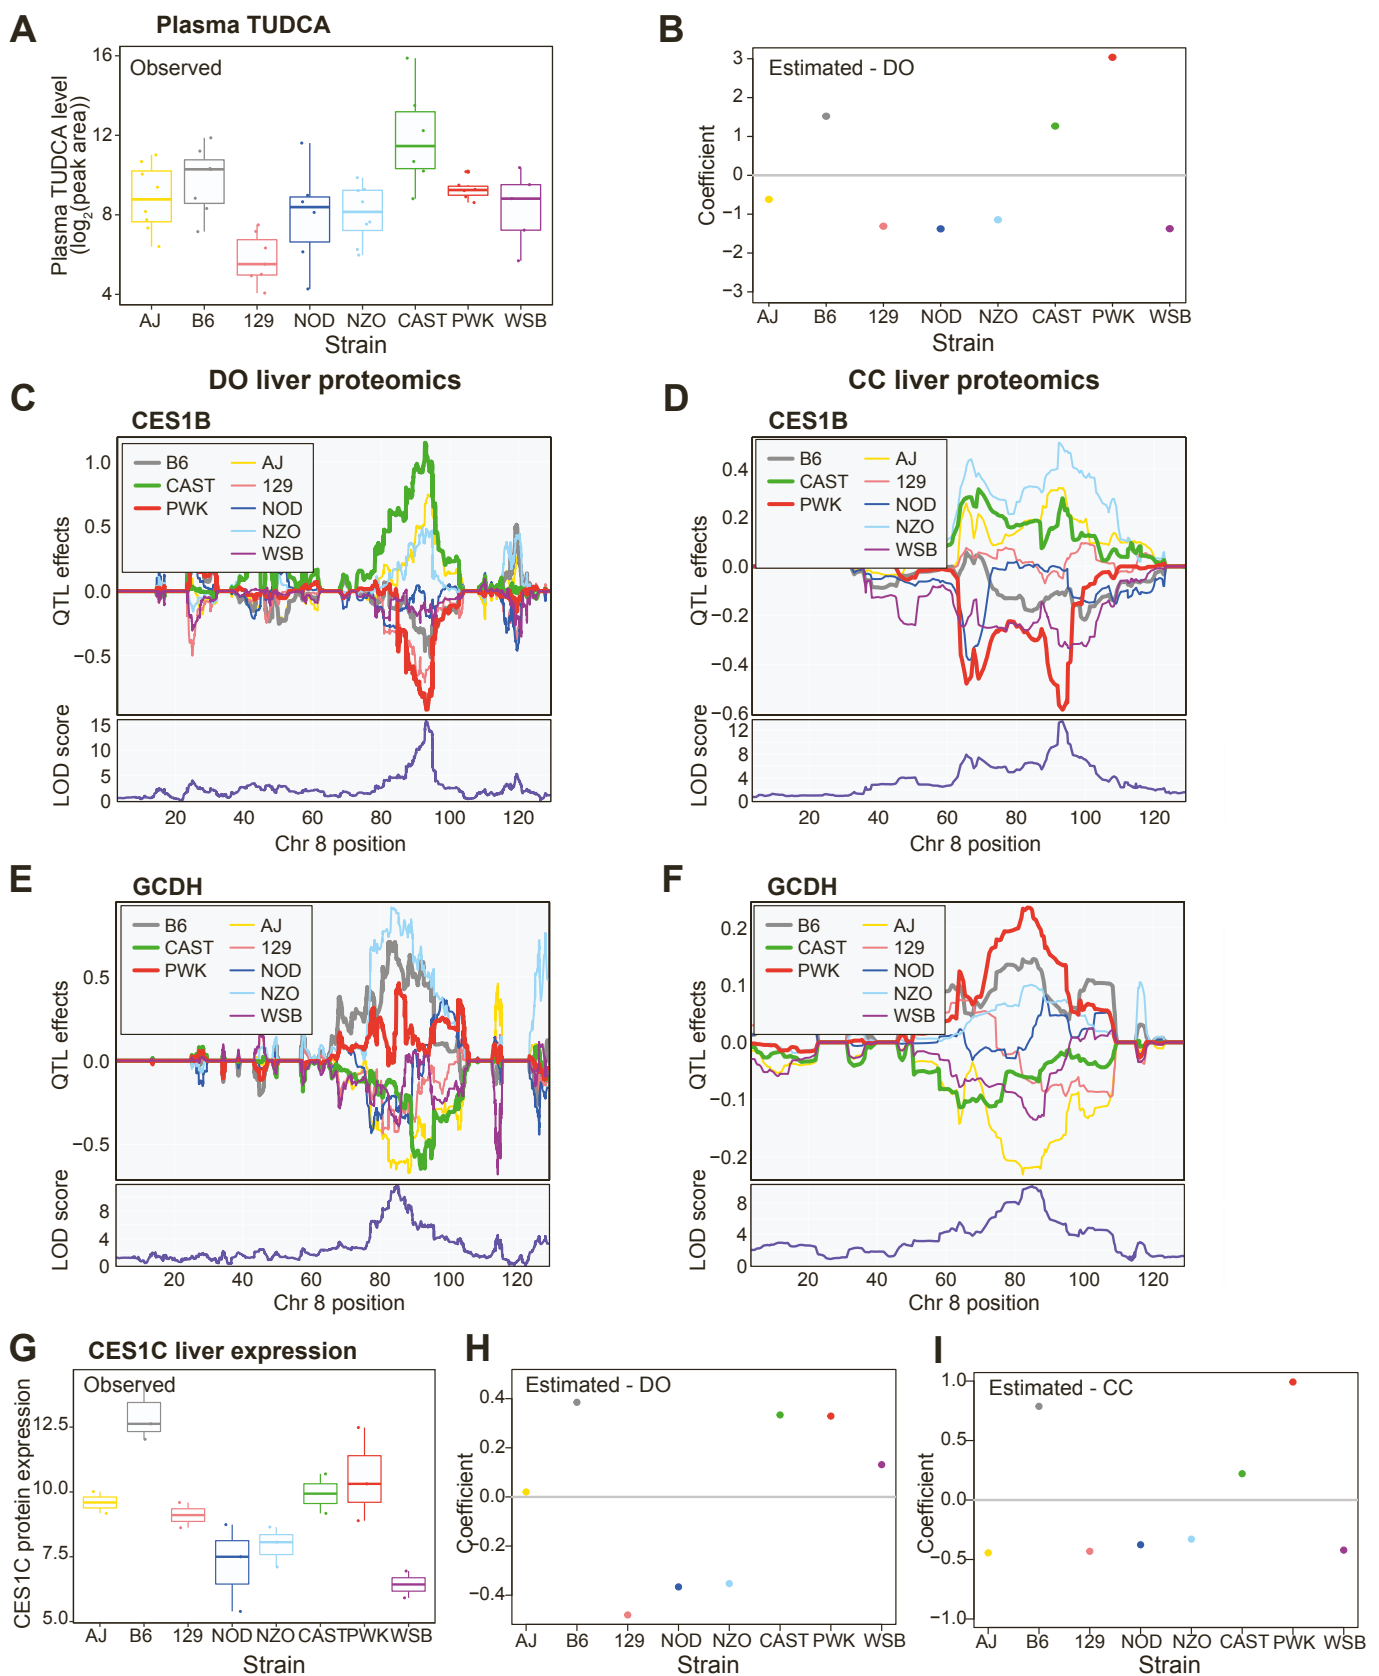 A
Plasma TUDCA
Observed
Plasma TUDCA level
(log2(peak area))
16
12
8
4
AJ B6 129 NOD NZO CAST PWK WSB
Strain
B
Estimated - DO
Coefficient
3
2
1
0
−1
−2
−3
AJ B6 129 NOD NZO CAST PWK WSB
Strain
DO liver proteomics
CC liver proteomics
C
CES1B
B6 AJ
CAST 129
PWK NOD
NZO
WSB
QTL effects
1.0
0.5
0.0
−0.5
LOD score
15
10
5
0
20 40 60 80 100 120
Chr 8 position
D
CES1B
B6 AJ
CAST 129
PWK NOD
NZO
WSB
QTL effects
0.4
0.2
0.0
−0.2
−0.4
−0.6
LOD score
12
8
4
0
20 40 60 80 100 120
Chr 8 position
E
GCDH
B6 AJ
CAST 129
PWK NOD
NZO
WSB
QTL effects
0.5
0.0
−0.5
LOD score
8
4
0
20 40 60 80 100 120
Chr 8 position
F
GCDH
B6 AJ
CAST 129
PWK NOD
NZO
WSB
QTL effects
0.2
0.1
0.0
−0.1
−0.2
LOD score
8
4
0
20 40 60 80 100 120
Chr 8 position
G
CES1C liver expression
Observed
CES1C protein expression
12.5
10.0
7.5
5.0
AJ B6 129 NOD NZO CAST PWK WSB
Strain
H
Estimated - DO
Coefficient
0.4
0.2
0.0
−0.2
−0.4
AJ B6 129 NOD NZO CAST PWK WSB
Strain
I
Estimated - CC
Coefficient
1.0
0.5
0.0
−0.5
−1.0
AJ B6 129 NOD NZO CAST PWK WSB
Strain